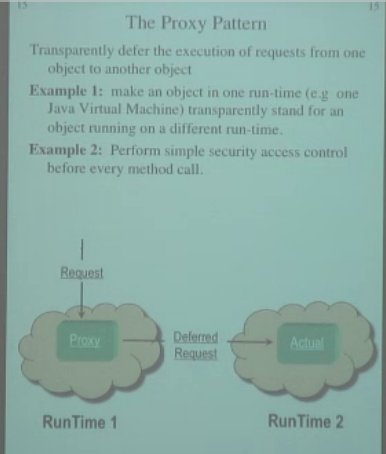 15 15
The Proxy Pattern
Transparently defer the execution of requests from one
object to another object
Example 1: make an object in one run-time (e.g one
Java Virtual Machine) transparently stand for an
object running on a different run-time.
Example 2: Perform simple security access control
before every method call.
Request
Proxy
Deferred
Request
Actual
RunTime 1
RunTime 2